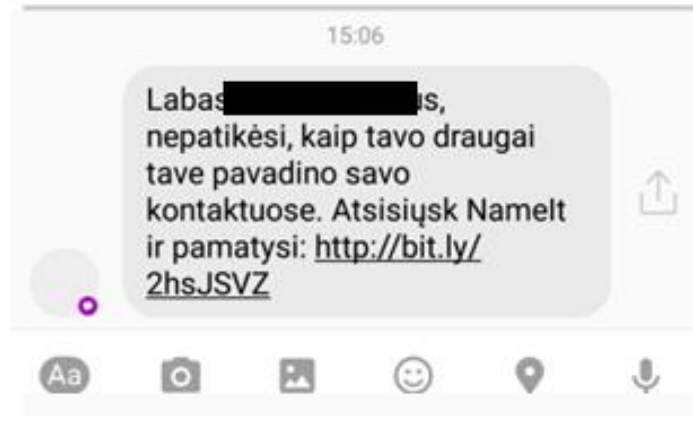 15:06
Labas
nepatikėsi, kaip tavo draugai
tave pavadino savo
kontaktuose. Atsisiųsk Namelt
ir pamatysi: http://bit.ly/
2hsJSVZ
Aa